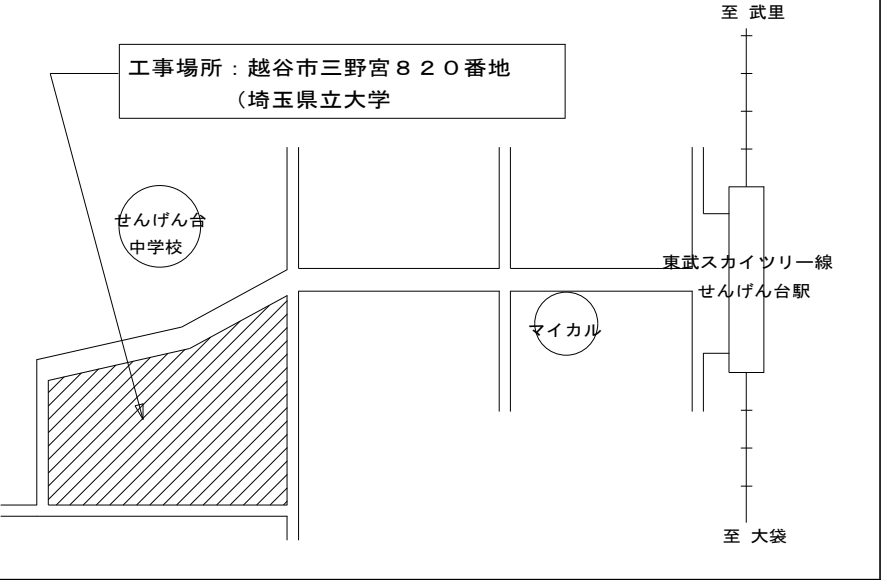 至 武里
工事場所：越谷市三野宮８２０番地
（埼玉県立大学
せんげん台
中学校
東武スカイツリー線
せんげん台駅
マイカル
至 大袋